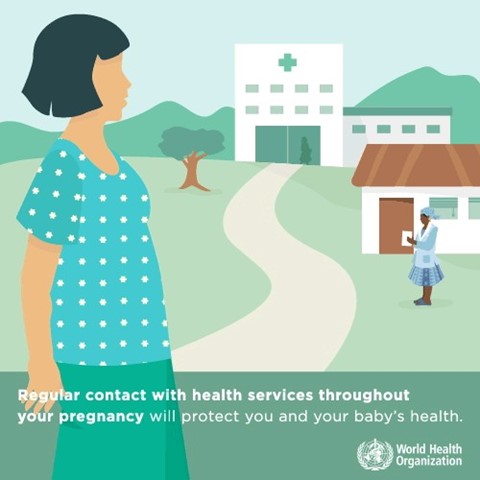 Regular contact with health services throughout
your pregnancy will protect you and your baby's health.
World Health
Organization